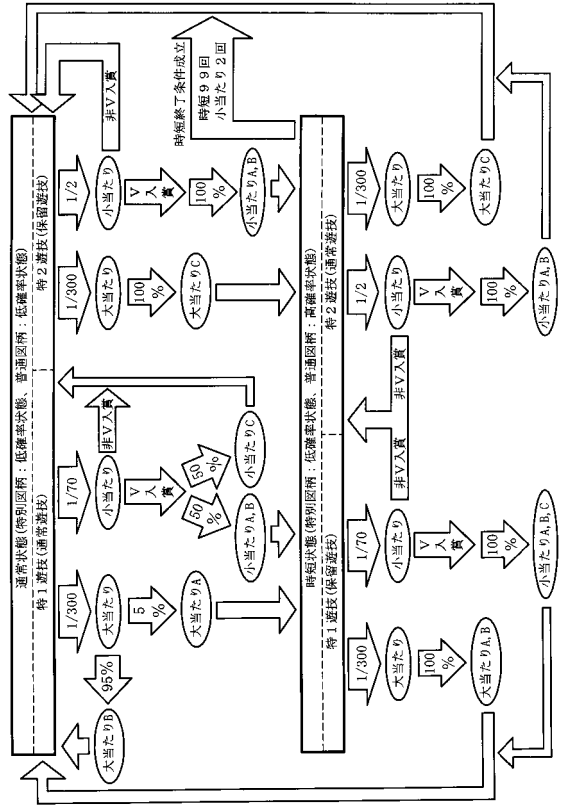 通常状態(特別図柄:低確率状態、普通図柄:低確率状態)
特1遊技(通常遊技)
特2遊技(保留遊技)
1/300
大当たり
95%
大当たりB
5%
大当たりA
1/70
小当たり
非V入賞
V入賞
50%
50%
小当たりA,B
小当たりC
1/300
大当たり
100%
大当たりC
1/2
小当たり
非V入賞
V入賞
100%
小当たりA,B
時短終了条件成立
時短99回
小当たり2回
時短状態(特別図柄:低確率状態、普通図柄:高確率状態)
特1遊技(保留遊技)
特2遊技(通常遊技)
1/300
大当たり
100%
大当たりA,B
1/70
小当たり
非V入賞
V入賞
100%
小当たりA,B,C
1/2
小当たり
非V入賞
V入賞
100%
小当たりA,B
1/300
大当たり
100%
大当たりC